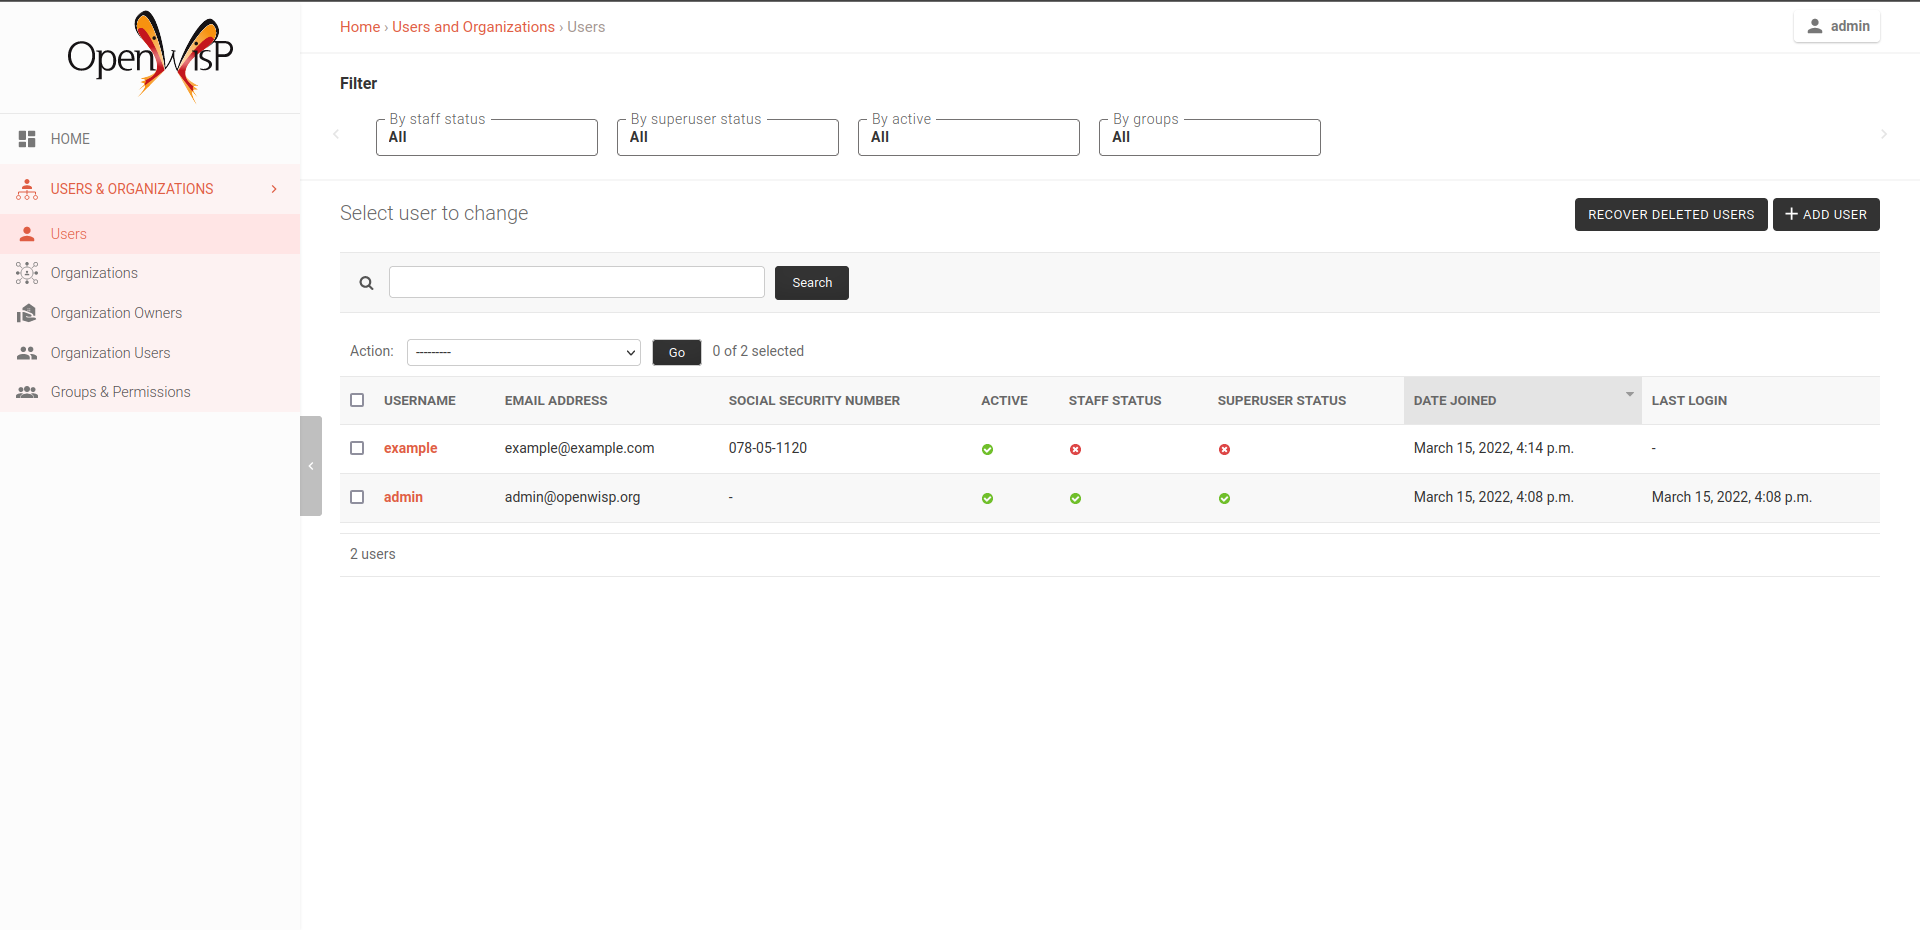 OpenWisP
Home › Users and Organizations › Users
admin
HOME
USERS & ORGANIZATIONS
Users
Organizations
Organization Owners
Organization Users
Groups & Permissions
Filter
By staff status
All
By superuser status
All
By active
All
By groups
All
Select user to change
RECOVER DELETED USERS
ADD USER
Search
Action: --------- Go 0 of 2 selected
USERNAME EMAIL ADDRESS SOCIAL SECURITY NUMBER ACTIVE STAFF STATUS SUPERUSER STATUS DATE JOINED LAST LOGIN
example example@example.com 078-05-1120 March 15, 2022, 4:14 p.m. -
admin admin@openwisp.org - March 15, 2022, 4:08 p.m. March 15, 2022, 4:08 p.m.
2 users